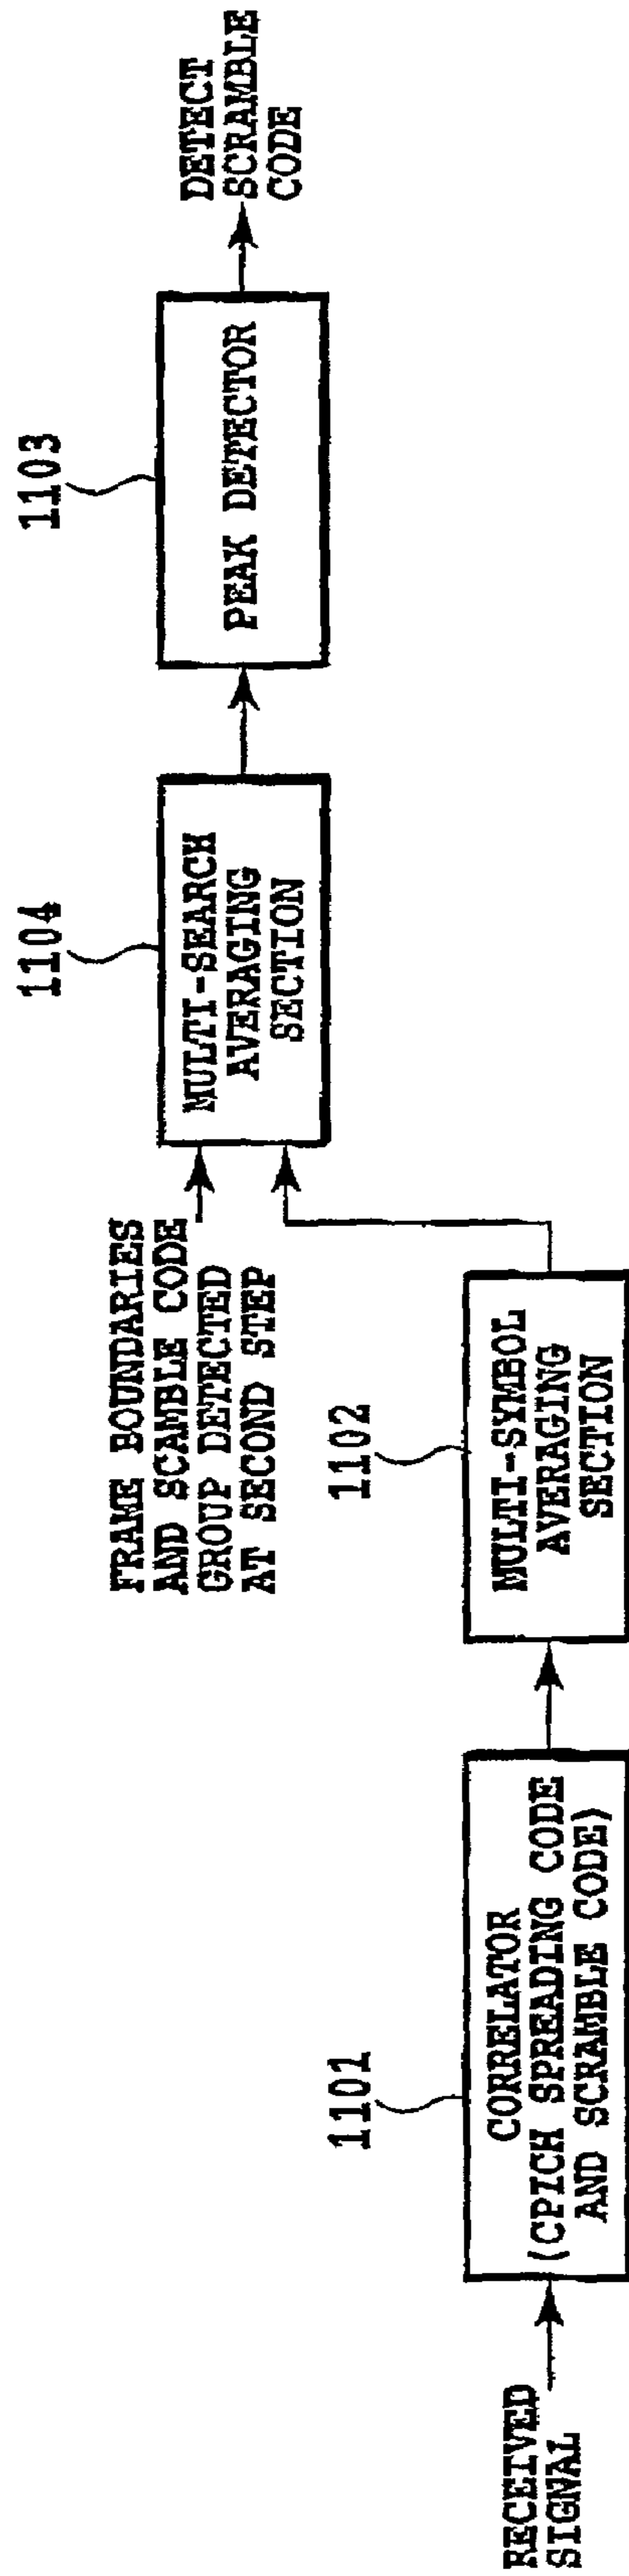 RECEIVED
SIGNAL
1101
CORRELATOR
(CPICH SPREADING CODE
AND SCRAMBLE CODE)
1102
MULTI-SYMBOL
AVERAGING
SECTION
FRAME BOUNDARIES
AND SCAMBLE CODE
GROUP DETECTED
AT SECOND STEP
1104
MULTI-SEARCH
AVERAGING
SECTION
1103
PEAK DETECTOR
DETECT
SCRAMBLE
CODE